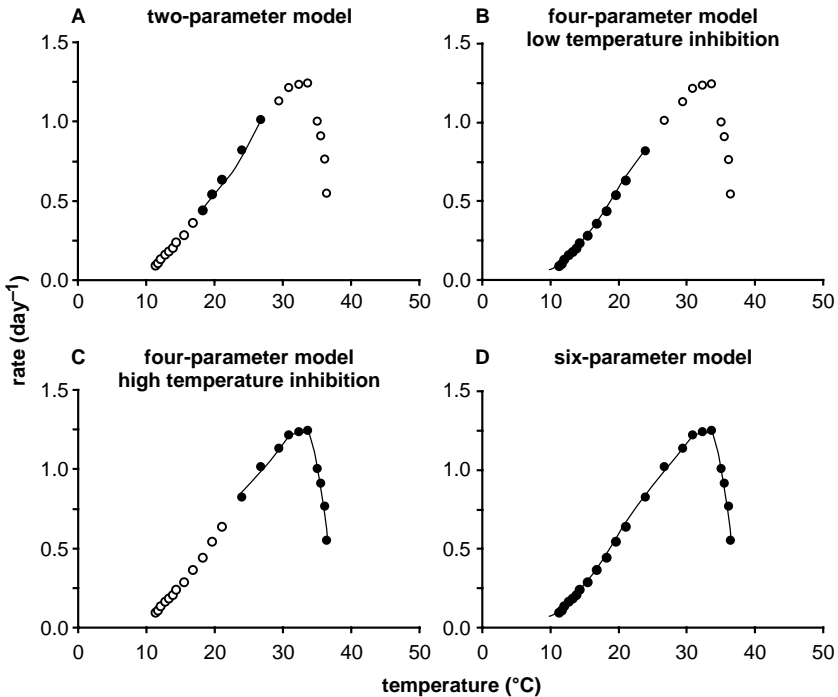 A two-parameter model
B four-parameter model
low temperature inhibition
1.5
1.0
0.5
0.0
0 10 20 30 40 50
1.5
1.0
0.5
0.0
0 10 20 30 40 50
rate (day–1)
C four-parameter model
high temperature inhibition
D six-parameter model
1.5
1.0
0.5
0.0
0 10 20 30 40 50
1.5
1.0
0.5
0.0
0 10 20 30 40 50
temperature (°C)